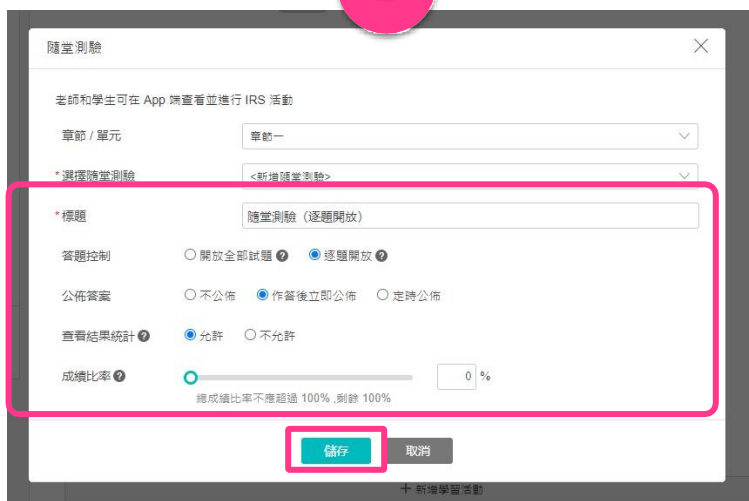 隨堂測驗
老師和學生可在 App 端查看並進行 IRS 活動
章節 / 單元 章節一
*選擇隨堂測驗 <新增隨堂測驗>
*標題 隨堂測驗（逐題開放）
答題控制 開放全部試題 ? 逐題開放 ?
公佈答案 不公佈 作答後立即公佈 定時公佈
查看結果統計 ? 允許 不允許
成績比率 ? 0 %
總成績比率不應超過 100% ,剩餘 100%
儲存 取消
+ 新增學習活動